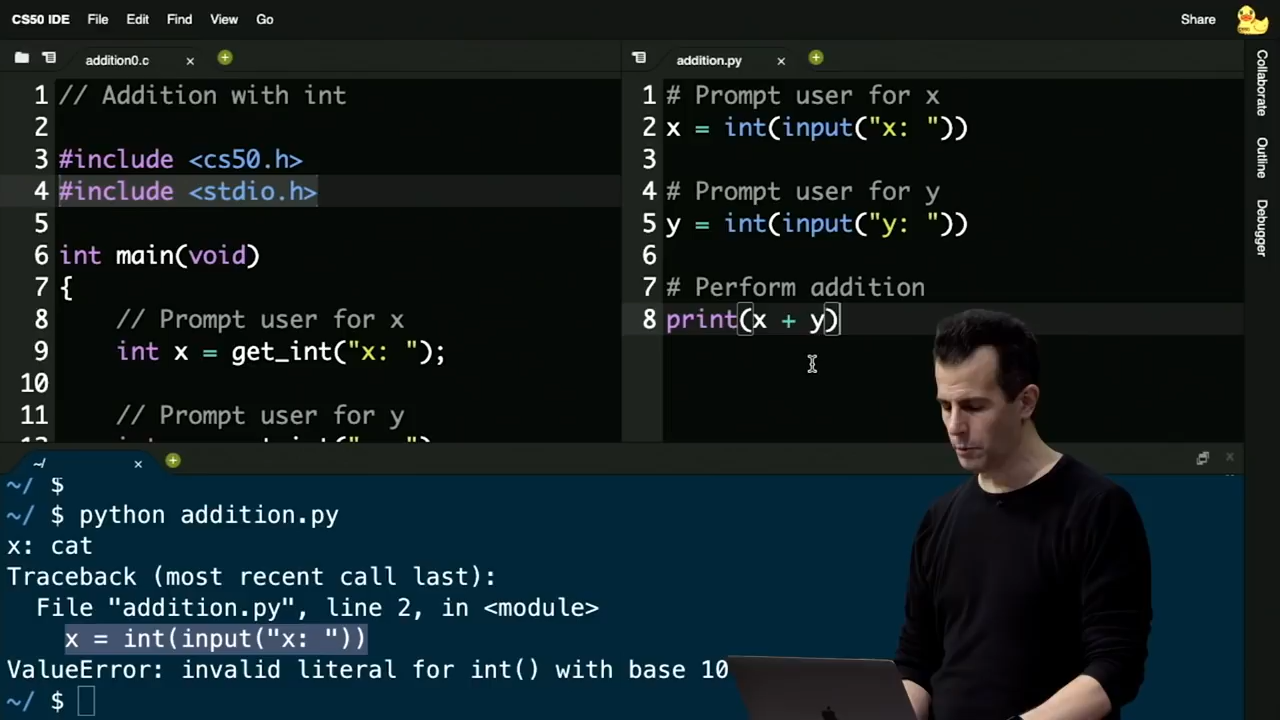 CS50 IDE File Edit Find View Go Share
addition0.c
1 // Addition with int
2
3 #include <cs50.h>
4 #include <stdio.h>
5
6 int main(void)
7 {
8 // Prompt user for x
9 int x = get_int("x: ");
10
11 // Prompt user for y
addition.py
1 # Prompt user for x
2 x = int(input("x: "))
3
4 # Prompt user for y
5 y = int(input("y: "))
6
7 # Perform addition
8 print(x + y)
Collaborate
Outline
Debugger
~/
~/ $
~/ $ python addition.py
x: cat
Traceback (most recent call last):
File "addition.py", line 2, in <module>
x = int(input("x: "))
ValueError: invalid literal for int() with base 10
~/ $